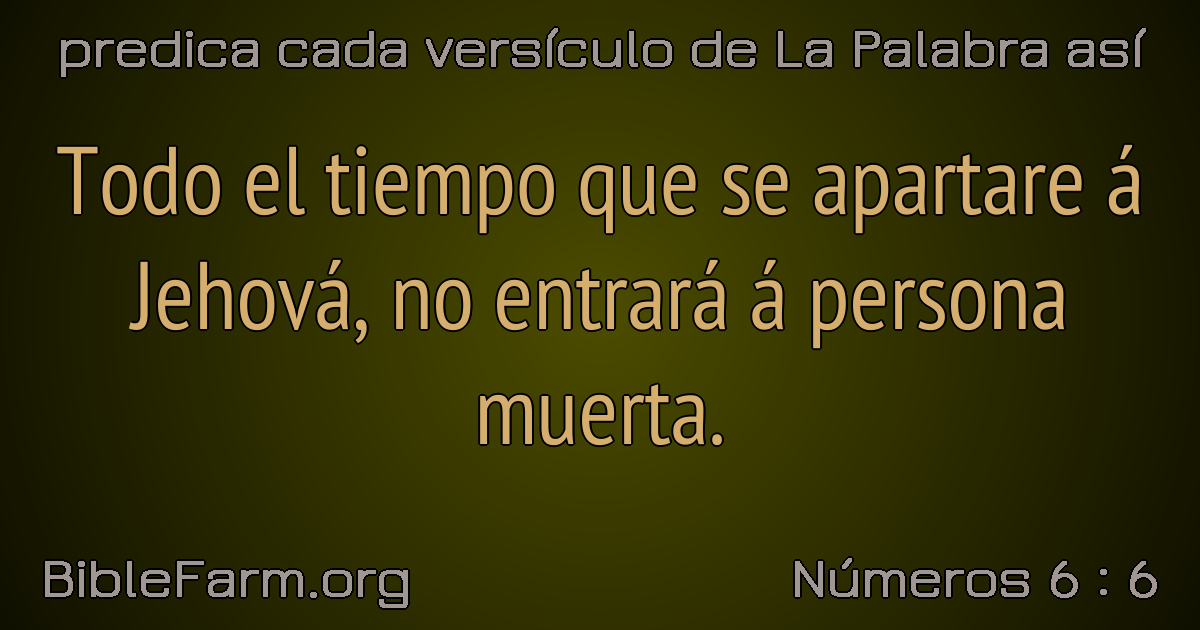 predica cada versículo de La Palabra así
Todo el tiempo que se apartare á
Jehová, no entrará á persona
muerta.
BibleFarm.org
Números 6 : 6